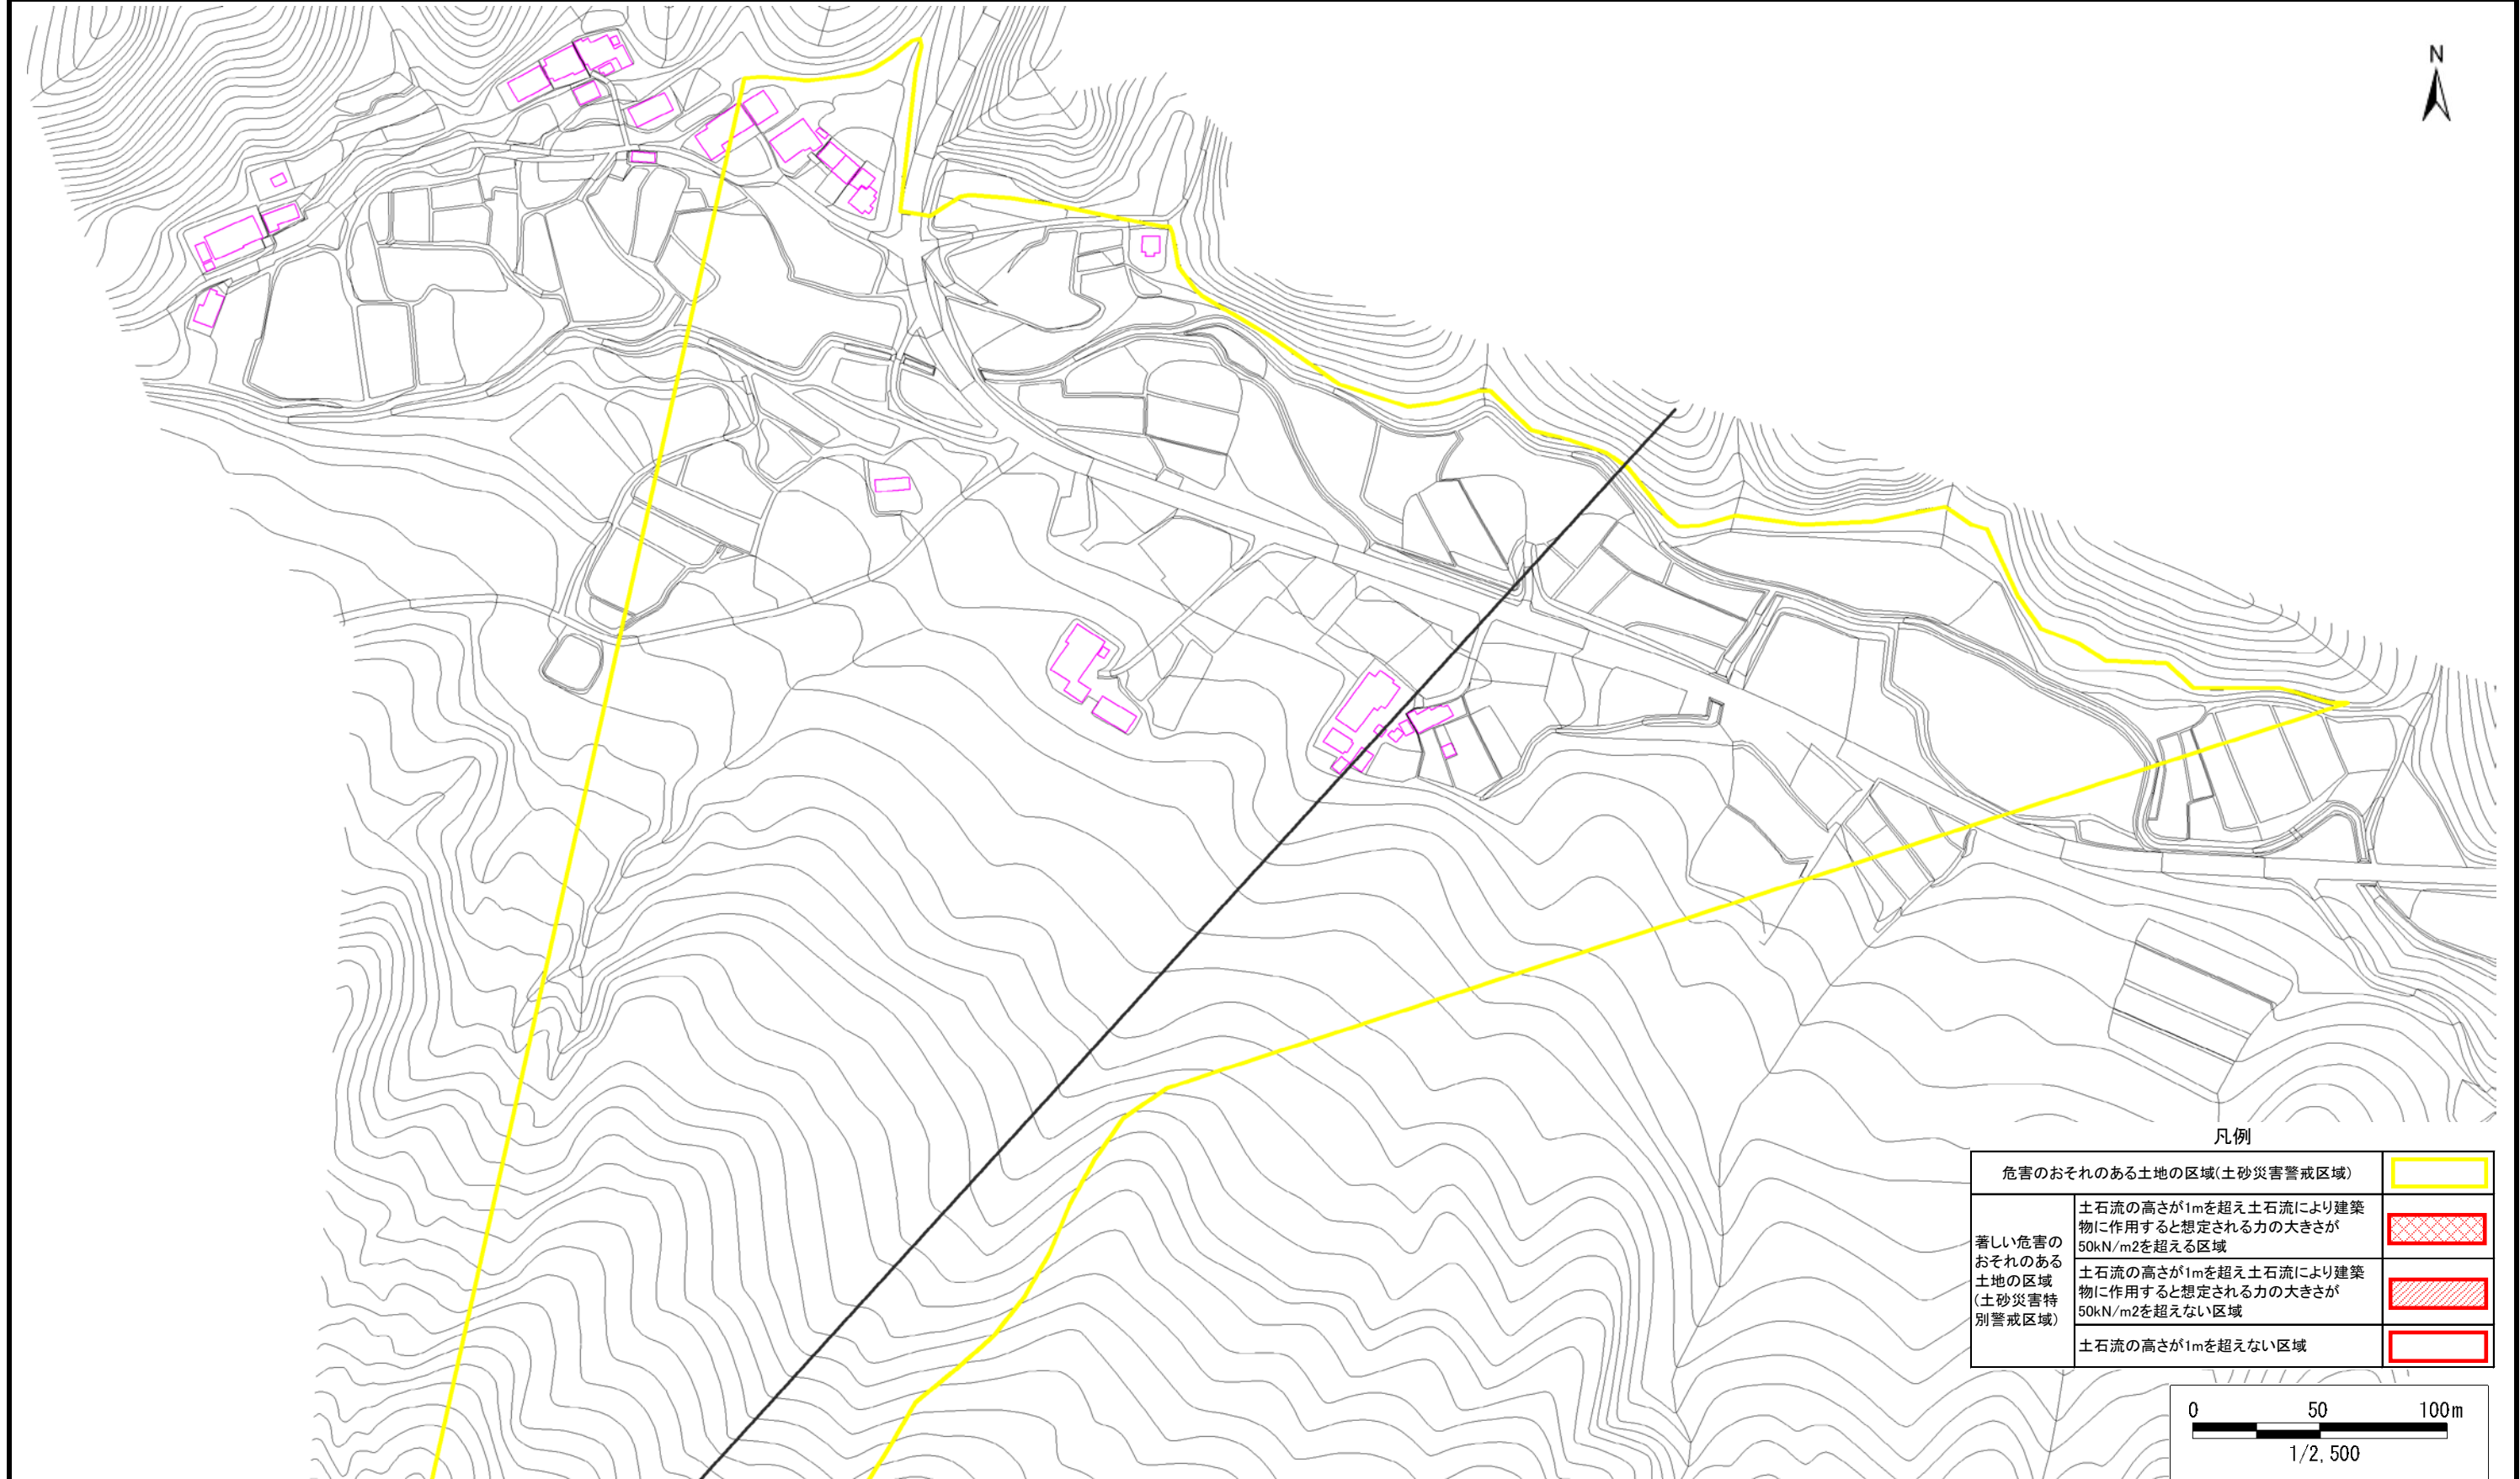 N
凡例
危害のおそれのある土地の区域(土砂災害警戒区域)
著しい危害の
おそれのある
土地の区域
(土砂災害特
別警戒区域)
土石流の高さが1mを超え土石流により建築
物に作用すると想定される力の大きさが
50kN/m2を超える区域
土石流の高さが1mを超え土石流により建築
物に作用すると想定される力の大きさが
50kN/m2を超えない区域
土石流の高さが1mを超えない区域
0 50 100m
1/2,500